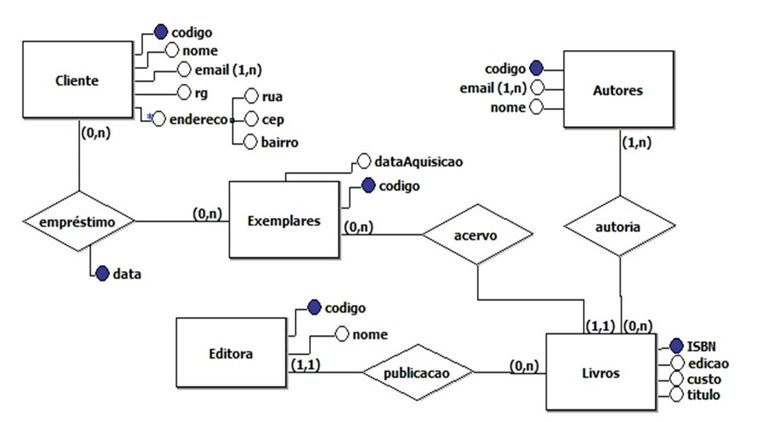 codigo
nome
email (1,n)
rg
* endereco
rua
cep
bairro
Cliente
(0,n)
codigo
email (1,n)
nome
Autores
(1,n)
dataAquisicao
codigo
empréstimo
(0,n)
Exemplares
(0,n)
acervo
autoria
data
codigo
nome
Editora
(1,1)
publicacao
(0,n)
(1,1)
(0,n)
Livros
ISBN
edicao
custo
titulo